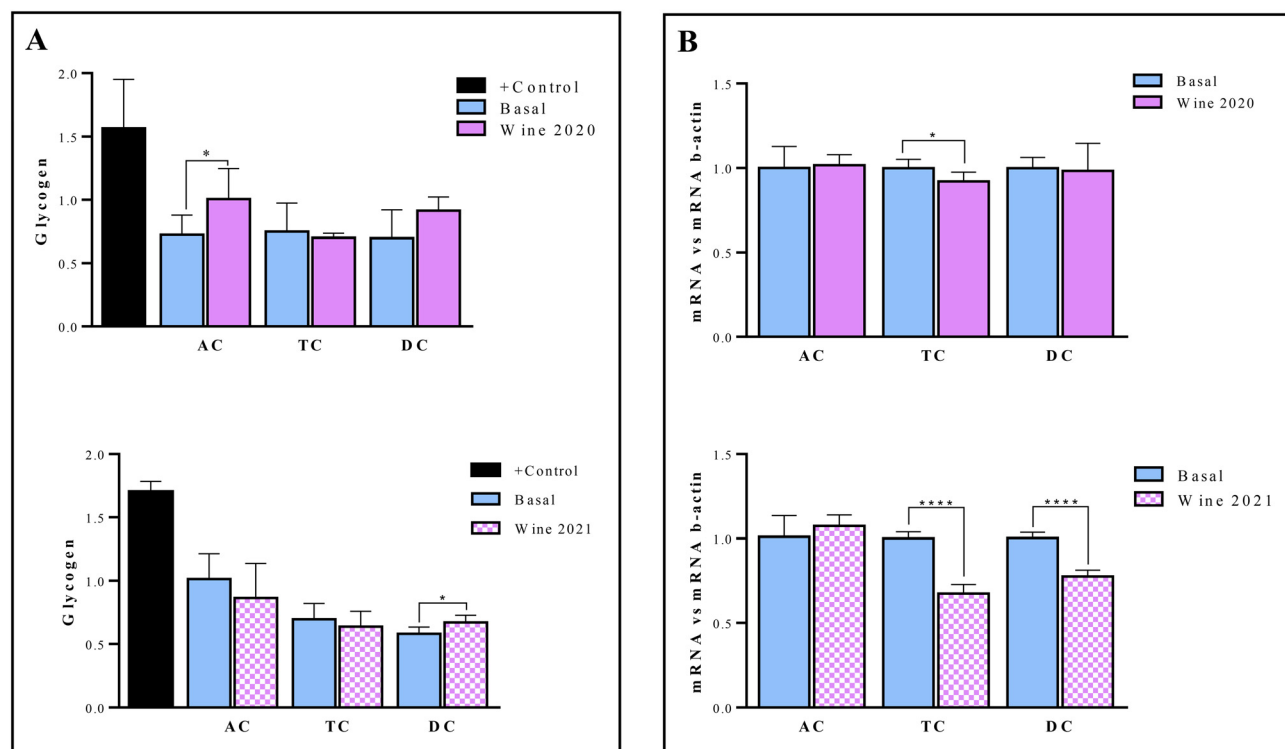 A
Glycogen
2.0
1.5
1.0
0.5
0.0
*
+Control
Basal
Wine 2020
AC TC DC
Glycogen
2.0
1.5
1.0
0.5
0.0
*
+Control
Basal
Wine 2021
AC TC DC
B
mRNA vs mRNA b-actin
1.5
1.0
0.5
0.0
*
Basal
Wine 2020
AC TC DC
mRNA vs mRNA b-actin
1.5
1.0
0.5
0.0
**** ****
Basal
Wine 2021
AC TC DC